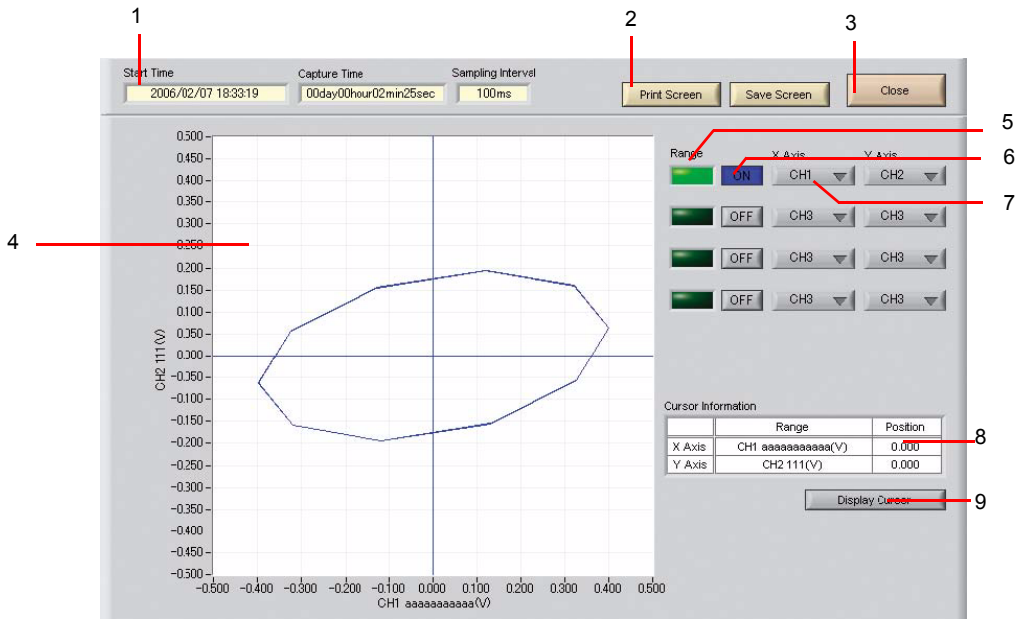 1
2
3
Start Time
Capture Time
Sampling Interval
2006/02/07 18:33:19
00day00hour02min25sec
100ms
Print Screen
Save Screen
Close
5
6
7
4
8
9
Range
X Axis
Y Axis
ON
CH1
CH2
OFF
CH3
CH3
OFF
CH3
CH3
OFF
CH3
CH3
0.500
0.450
0.400
0.350
0.300
0.250
0.200
0.150
0.100
0.050
0.000
-0.050
-0.100
-0.150
-0.200
-0.250
-0.300
-0.350
-0.400
-0.450
-0.500
CH2 111(V)
-0.500 -0.400 -0.300 -0.200 -0.100 0.000 0.100 0.200 0.300 0.400 0.500
CH1 aaaaaaaaaaa(V)
Cursor Information
Range Position
X Axis CH1 aaaaaaaaaaa(V) 0.000
Y Axis CH2 111(V) 0.000
Display Cursor